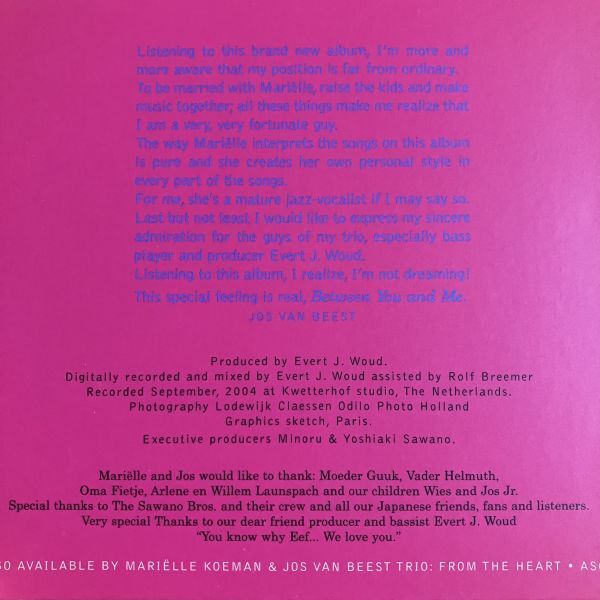 Listening to this brand new album, I'm more and
more aware that my position is far from ordinary.
To be married with Mariëlle, raise the kids and make
music together; all these things make me realize that
I am a very, very fortunate guy.
The way Mariëlle interprets the songs on this album
is pure and she creates her own personal style in
every part of the songs.
For me, she's a mature jazz-vocalist if I may say so.
Last but not least I would like to express my sincere
admiration for the guys of my trio, especially bass
player and producer Evert J. Woud.
Listening to this album, I realize, I'm not dreaming!
This special feeling is real, Between You and Me.
JOS VAN BEEST
Produced by Evert J. Woud.
Digitally recorded and mixed by Evert J. Woud assisted by Rolf Breemer
Recorded September, 2004 at Kwetterhof studio, The Netherlands.
Photography Lodewijk Claessen Odilo Photo Holland
Graphics sketch, Paris.
Executive producers Minoru & Yoshiaki Sawano.
Mariëlle and Jos would like to thank: Moeder Guuk, Vader Helmuth,
Oma Fietje, Arlene en Willem Launspach and our children Wies and Jos Jr.
Special thanks to The Sawano Bros. and their crew and all our Japanese friends, fans and listeners.
Very special Thanks to our dear friend producer and bassist Evert J. Woud
“You know why Eef... We love you.”
SO AVAILABLE BY MARIËLLE KOEMAN & JOS VAN BEEST TRIO: FROM THE HEART • AS